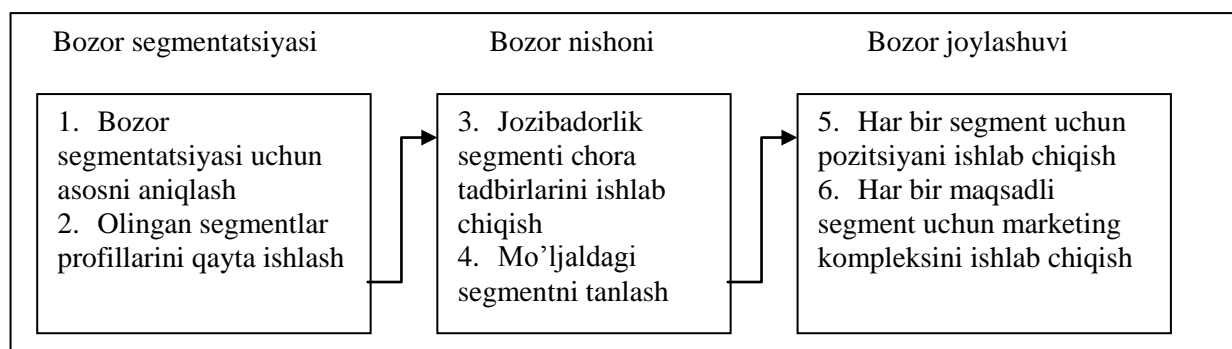 Bozor segmentatsiyasi
Bozor nishoni
Bozor joylashuvi
1. Bozor
segmentatsiyasi uchun
asosni aniqlash
2. Olingan segmentlar
profillarini qayta ishlash
3. Jozibadorlik
segmenti chora
tadbirlarini ishlab
chiqish
4. Mo’ljaldagi
segmentni tanlash
5. Har bir segment uchun
pozitsiyani ishlab chiqish
6. Har bir maqsadli
segment uchun marketing
kompleksini ishlab chiqish